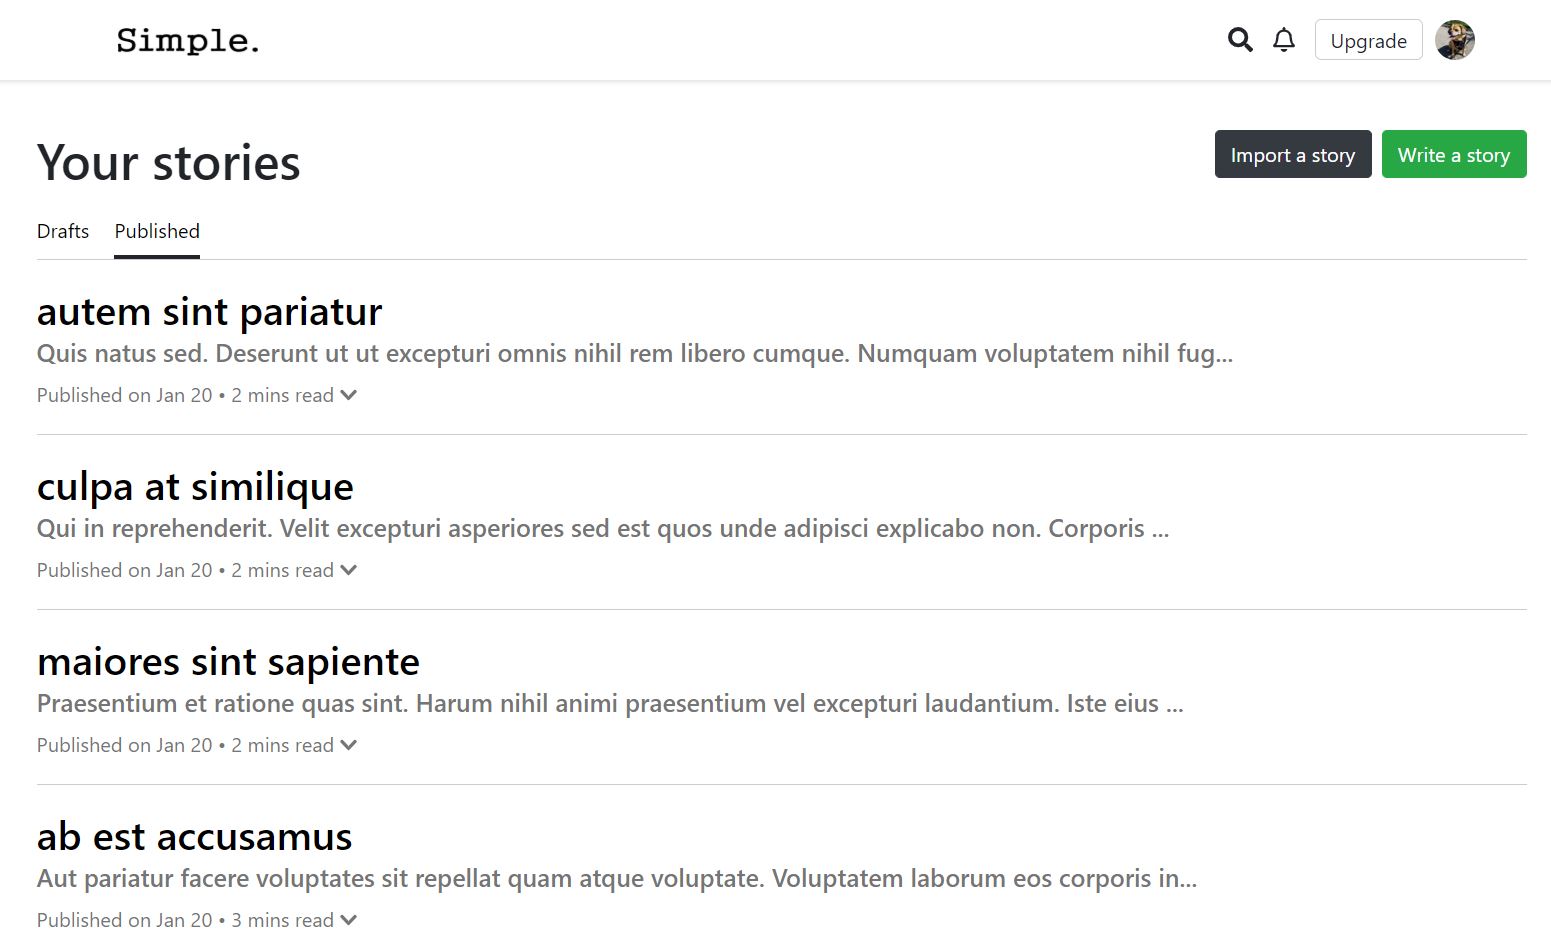 Simple.
Upgrade
Your stories
Import a story
Write a story
Drafts
Published
autem sint pariatur
Quis natus sed. Deserunt ut ut excepturi omnis nihil rem libero cumque. Numquam voluptatem nihil fug...
Published on Jan 20 • 2 mins read
culpa at similique
Qui in reprehenderit. Velit excepturi asperiores sed est quos unde adipisci explicabo non. Corporis ...
Published on Jan 20 • 2 mins read
maiores sint sapiente
Praesentium et ratione quas sint. Harum nihil animi praesentium vel excepturi laudantium. Iste eius ...
Published on Jan 20 • 2 mins read
ab est accusamus
Aut pariatur facere voluptates sit repellat quam atque voluptate. Voluptatem laborum eos corporis in...
Published on Jan 20 • 3 mins read